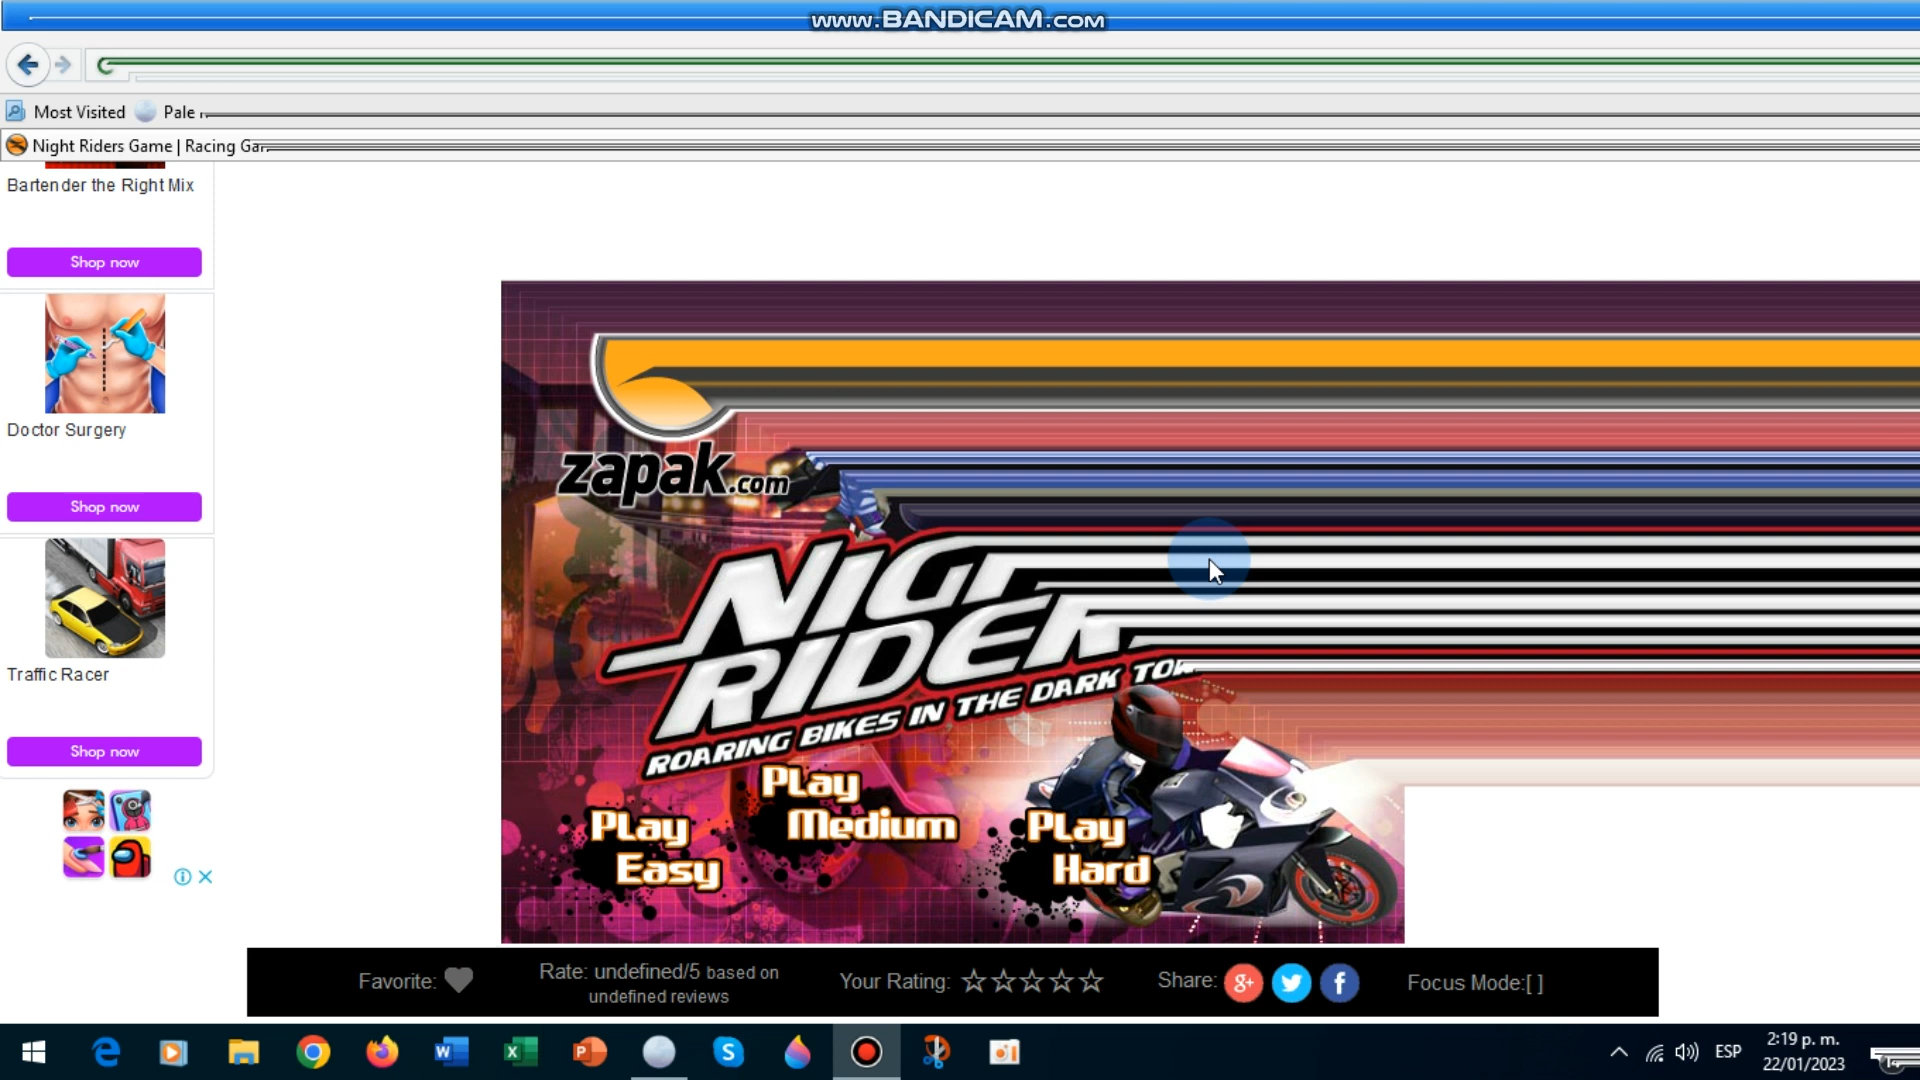 www.BANDICAM.com
Most Visited
Pale
Night Riders Game | Racing Ga
Bartender the Right Mix
Shop now
Doctor Surgery
Shop now
Traffic Racer
Shop now
zapak.com
NIG
RIDER
ROARING BIKES IN THE DARK TOW
Play
Easy
Play
Medium
Play
Hard
Favorite:
Rate: undefined/5 based on
undefined reviews
Your Rating:
Share:
Focus Mode:[ ]
ESP
2:19 p. m.
22/01/2023